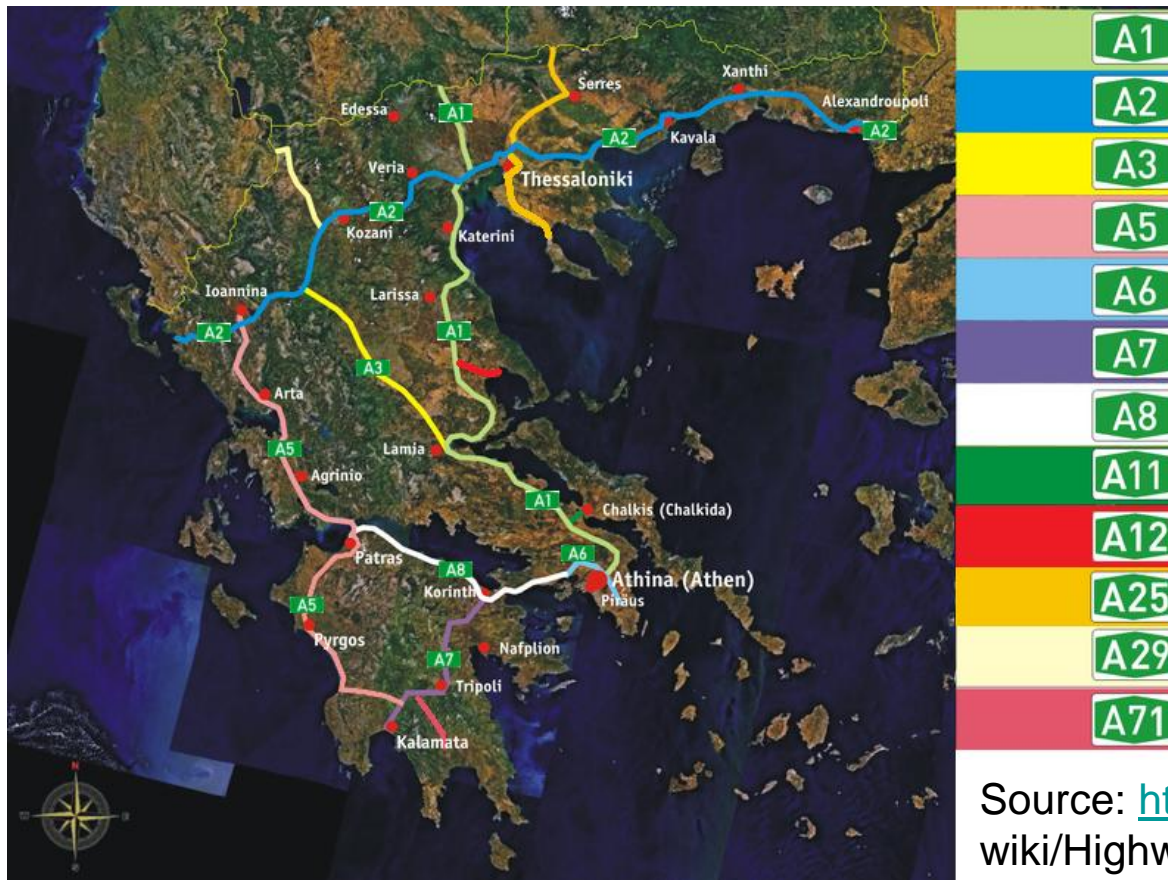 Serres
Xanthi
Edessa
A1
A2
Alexandroupoli
Kavala
A2
Veria
Thessaloniki
A2
Kozani
Katerini
Ioannina
Larissa
A2
A1
A3
Arta
Lamia
A5
Agrinio
A1
Chalkis (Chalkida)
Patras
A6
A8
Athina (Athen)
Korinth
Piräus
A5
Pyrgos
Nafplion
A7
Tripoli
Kalamata
N
A1
A2
A3
A5
A6
A7
A8
A11
A12
A25
A29
A71
Source: ht
wiki/Highw